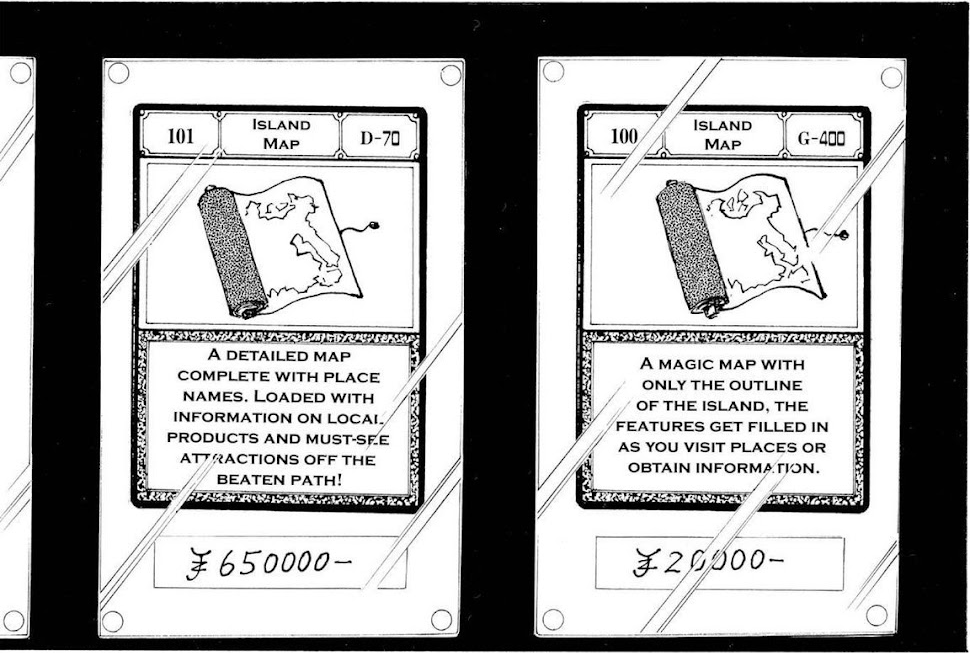 101
ISLAND
MAP
D-70
A DETAILED MAP
COMPLETE WITH PLACE
NAMES. LOADED WITH
INFORMATION ON LOCAL
PRODUCTS AND MUST-SEE
ATTRACTIONS OFF THE
BEATEN PATH!
¥650000-
100
ISLAND
MAP
G-400
A MAGIC MAP WITH
ONLY THE OUTLINE
OF THE ISLAND, THE
FEATURES GET FILLED IN
AS YOU VISIT PLACES OR
OBTAIN INFORMATION.
¥20000-